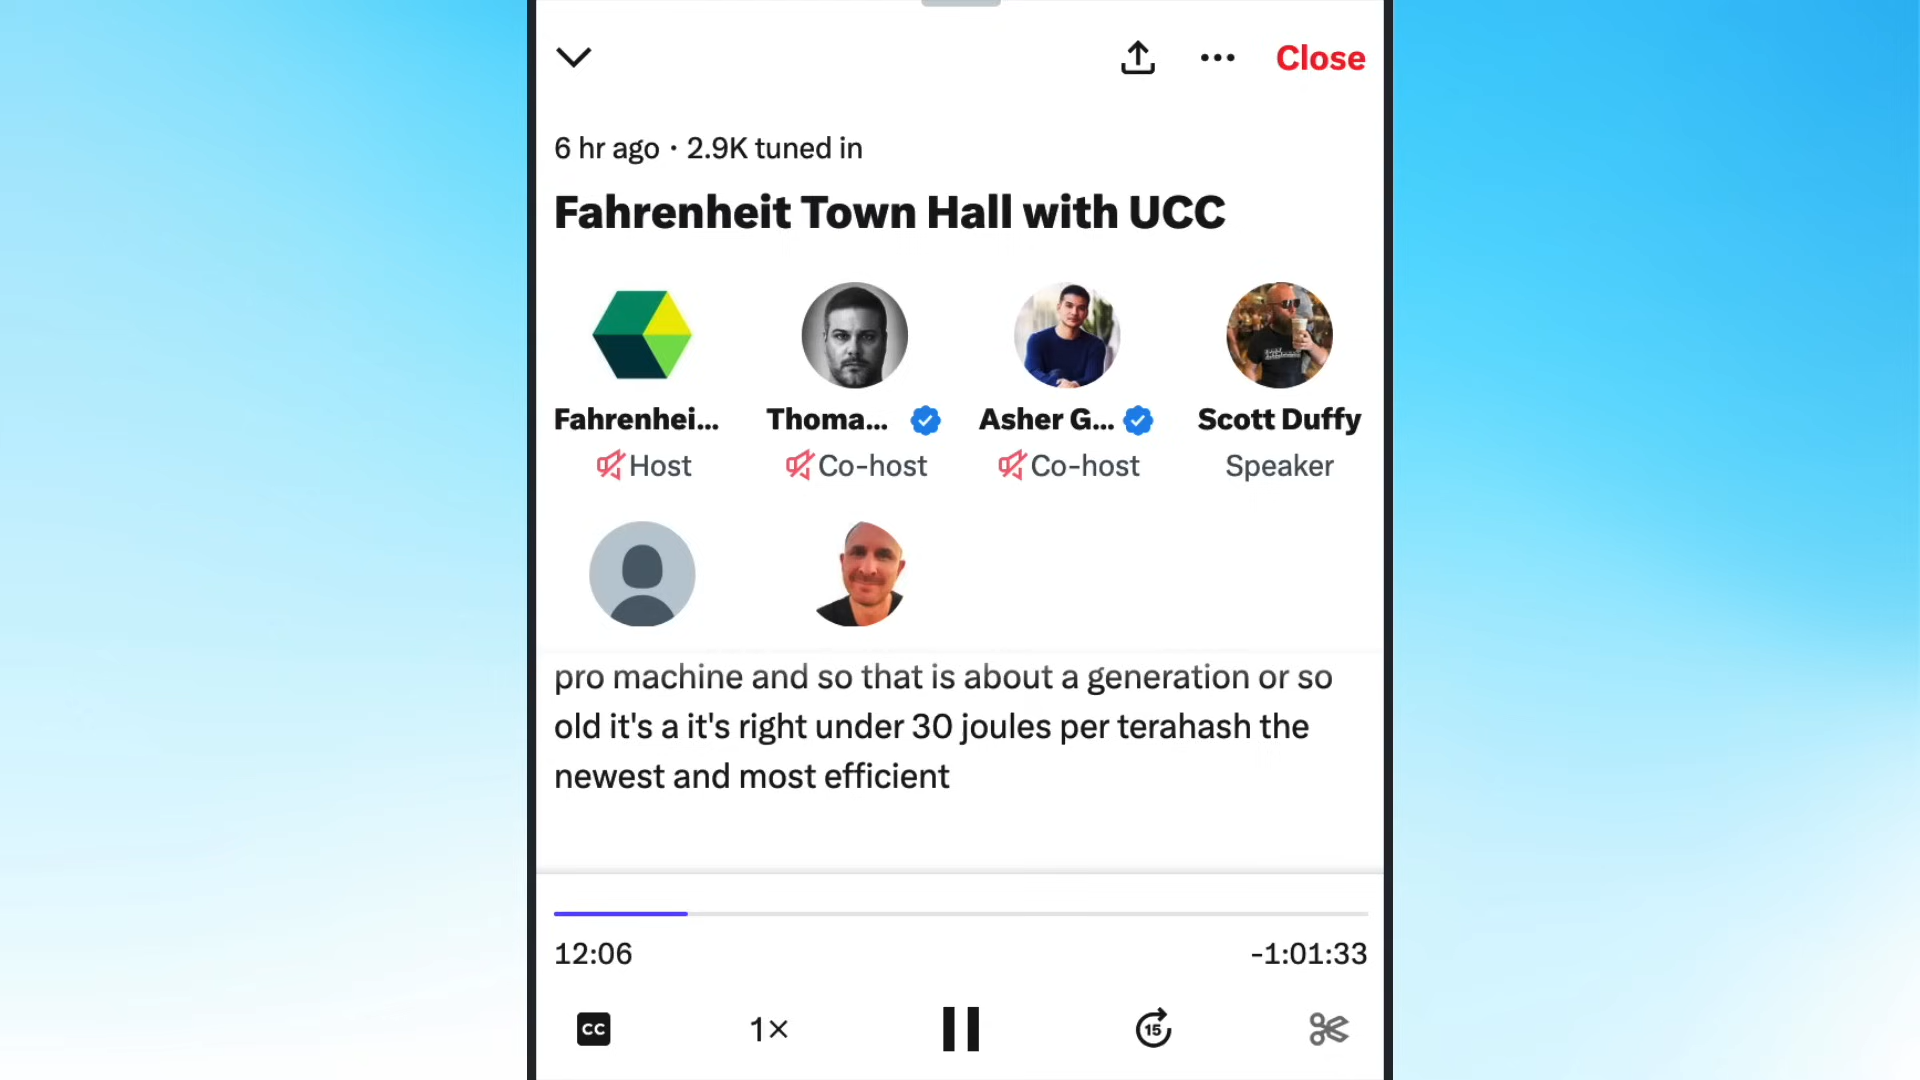 Close
6 hr ago · 2.9K tuned in
Fahrenheit Town Hall with UCC
Fahrenhei... Thoma... Asher G... Scott Duffy
Host Co-host Co-host Speaker
pro machine and so that is about a generation or so
old it's a it's right under 30 joules per terahash the
newest and most efficient
12:06 -1:01:33
CC 1× 15